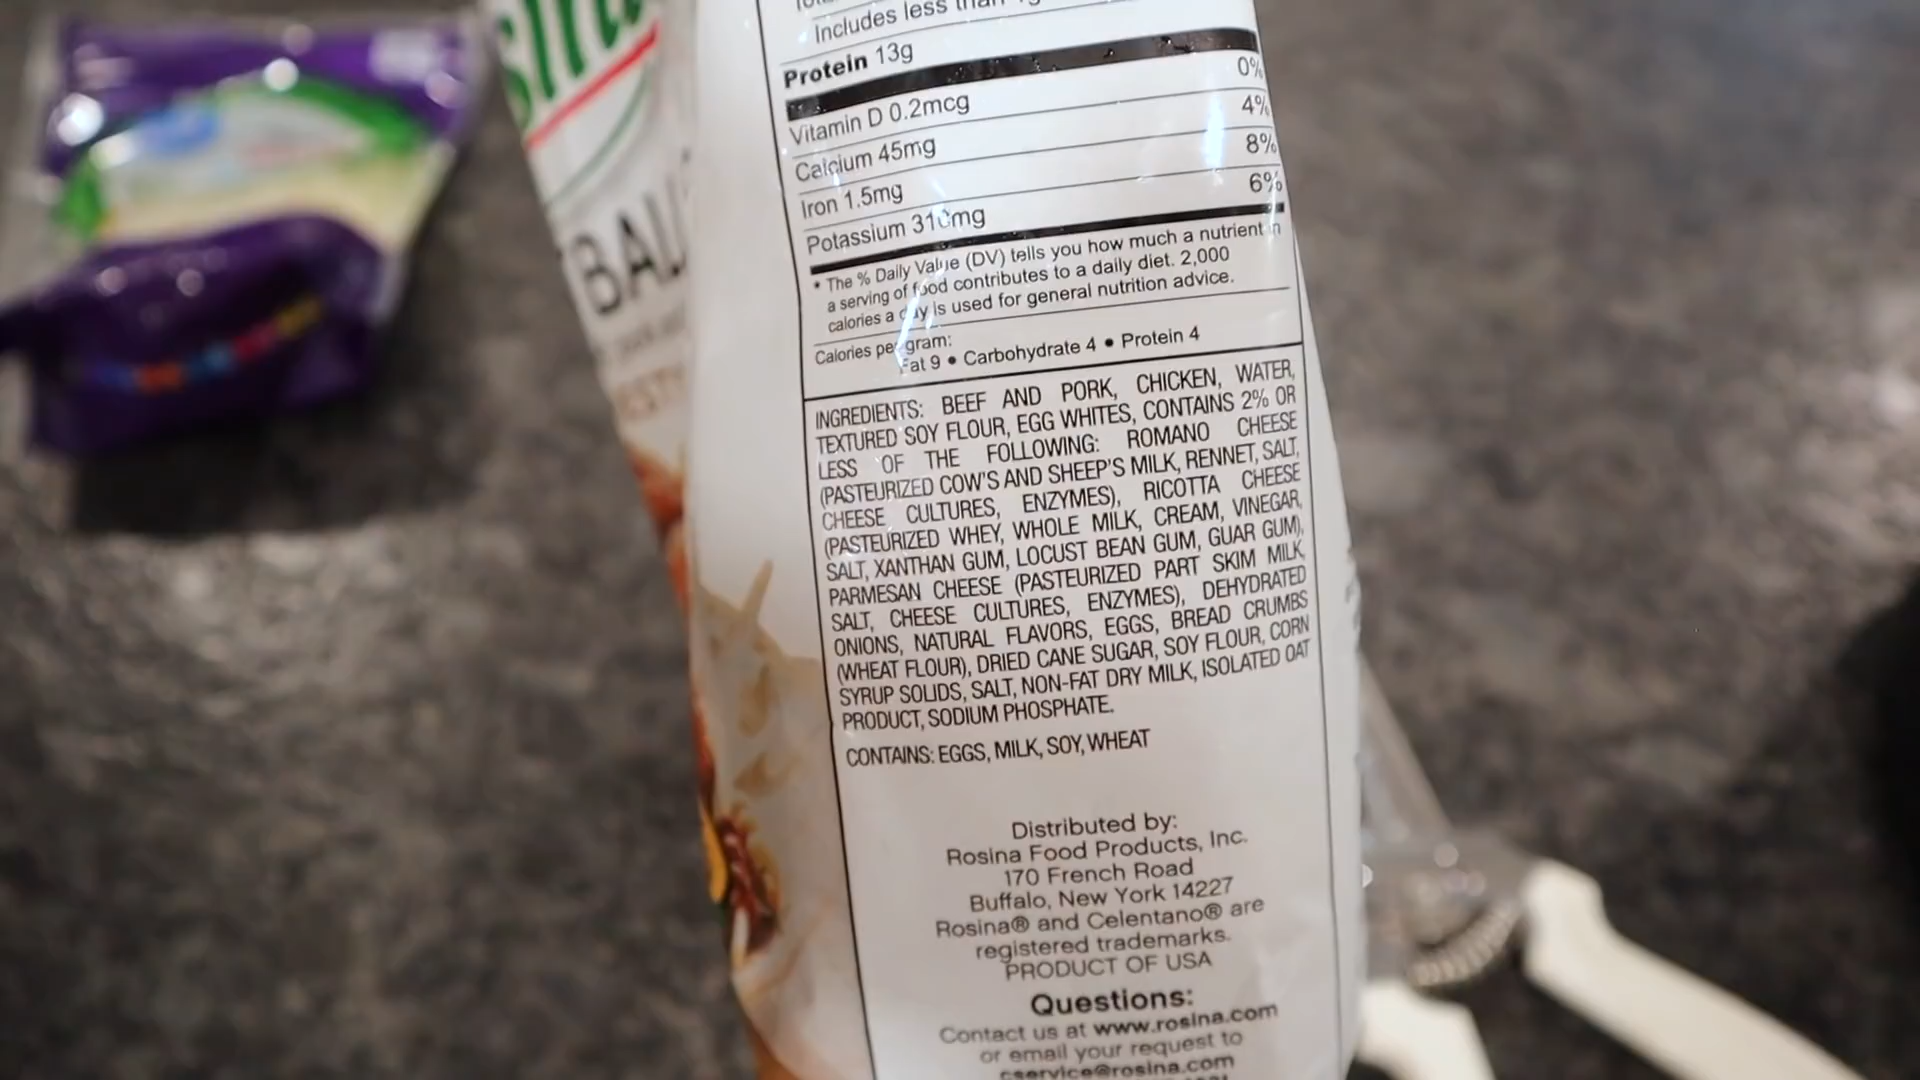 Includes less than
Protein 13g
Vitamin D 0.2mcg 0%
Calcium 45mg 4%
Iron 1.5mg 8%
Potassium 310mg 6%
* The % Daily Value (DV) tells you how much a nutrient in
a serving of food contributes to a daily diet. 2,000
calories a day is used for general nutrition advice.
Calories per gram:
Fat 9 • Carbohydrate 4 • Protein 4
INGREDIENTS: BEEF AND PORK, CHICKEN, WATER,
TEXTURED SOY FLOUR, EGG WHITES, CONTAINS 2% OR
LESS OF THE FOLLOWING: ROMANO CHEESE
(PASTEURIZED COW'S AND SHEEP'S MILK, RENNET, SALT,
CHEESE CULTURES, ENZYMES), RICOTTA CHEESE
(PASTEURIZED WHEY, WHOLE MILK, CREAM, VINEGAR,
SALT, XANTHAN GUM, LOCUST BEAN GUM, GUAR GUM),
PARMESAN CHEESE (PASTEURIZED PART SKIM MILK,
SALT, CHEESE CULTURES, ENZYMES), DEHYDRATED
ONIONS, NATURAL FLAVORS, EGGS, BREAD CRUMBS
(WHEAT FLOUR), DRIED CANE SUGAR, SOY FLOUR, CORN
SYRUP SOLIDS, SALT, NON-FAT DRY MILK, ISOLATED OAT
PRODUCT, SODIUM PHOSPHATE.
CONTAINS: EGGS, MILK, SOY, WHEAT
Distributed by:
Rosina Food Products, Inc.
170 French Road
Buffalo, New York 14227
Rosina® and Celentano® are
registered trademarks.
PRODUCT OF USA
Questions:
Contact us at www.rosina.com
or email your request to
cservice@rosina.com